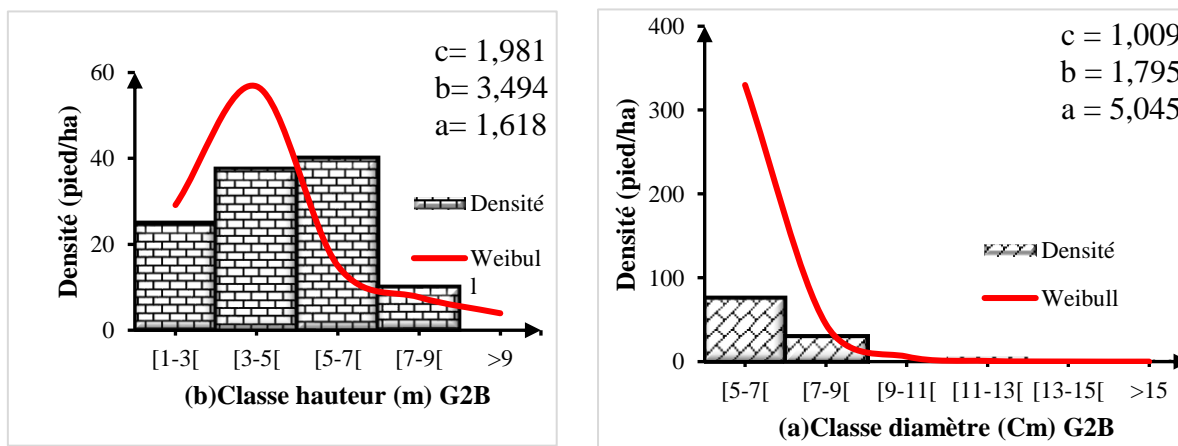 c= 1,981
b= 3,494
a= 1,618
Densité (pied/ha)
60
40
20
0
Densité
Weibul
l
[1-3[ [3-5[ [5-7[ [7-9[ >9
(b)Classe hauteur (m) G2B
c = 1,009
b = 1,795
a = 5,045
Densité (pied/ha)
400
300
200
100
0
Densité
Weibull
[5-7[ [7-9[ [9-11[ [11-13[ [13-15[ >15
(a)Classe diamètre (Cm) G2B